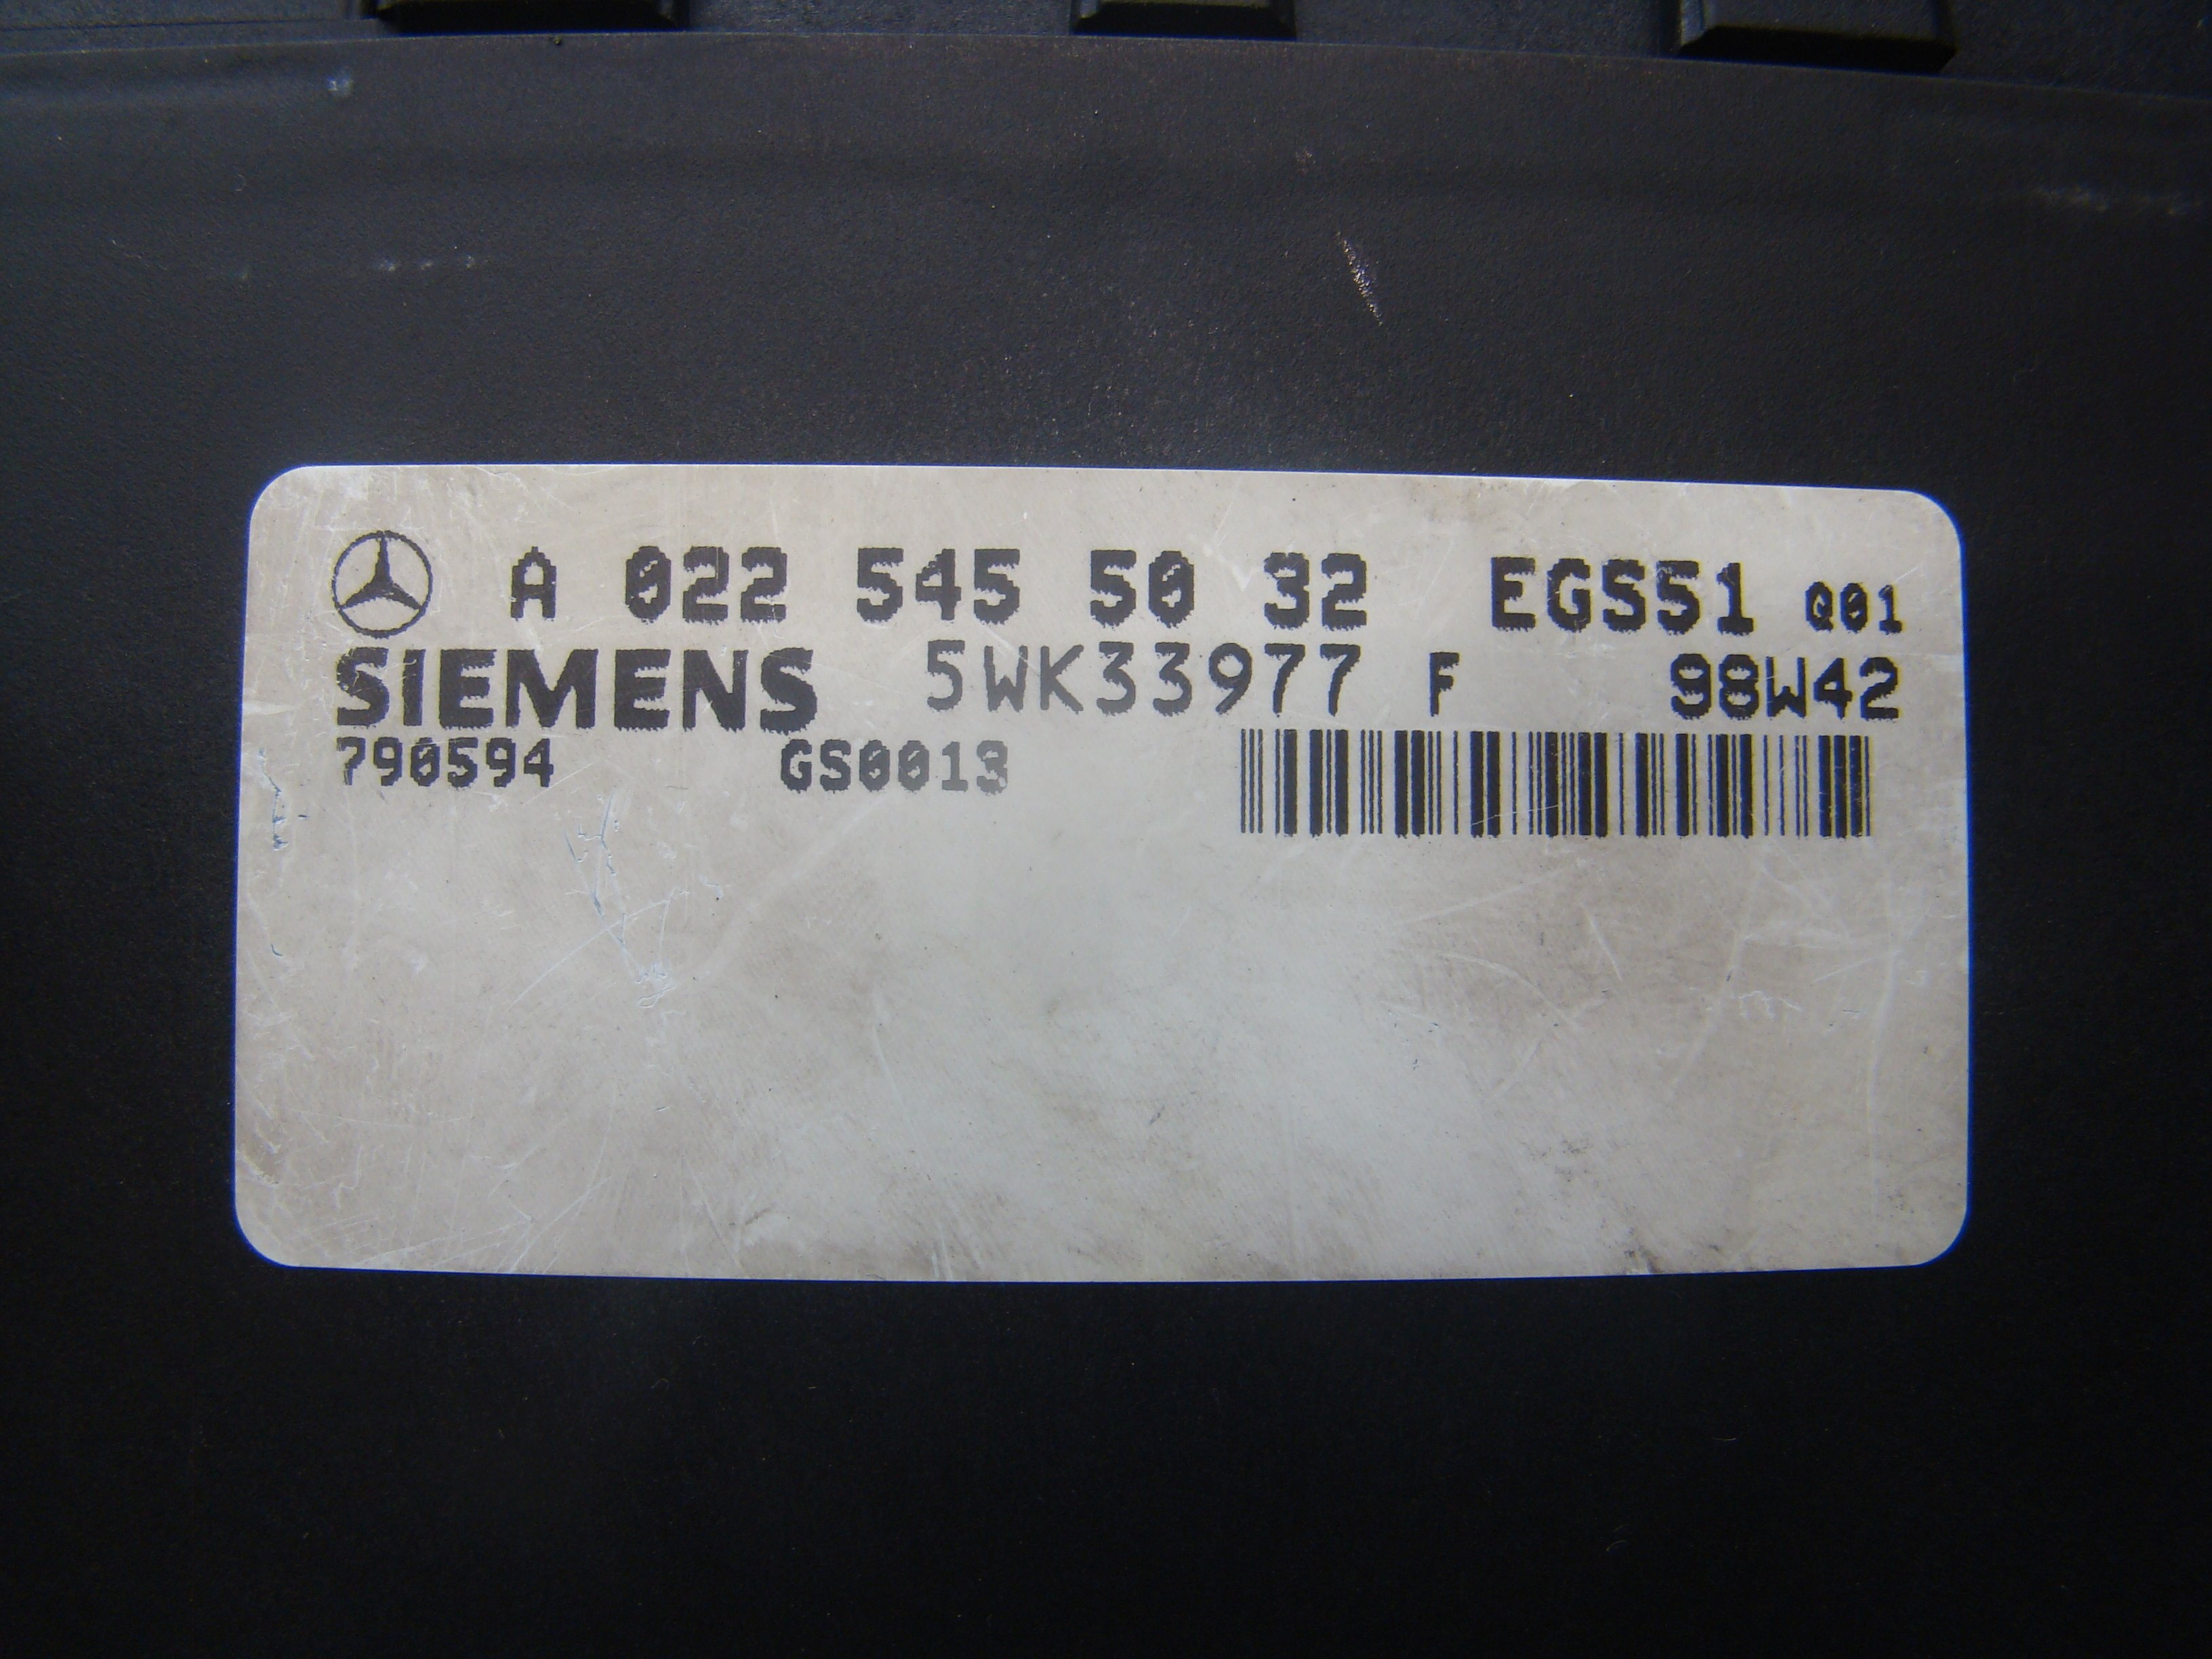 A 022 545 50 32 EGS51 Q01
SIEMENS 5WK33977 F 98W42
790594 GS0013